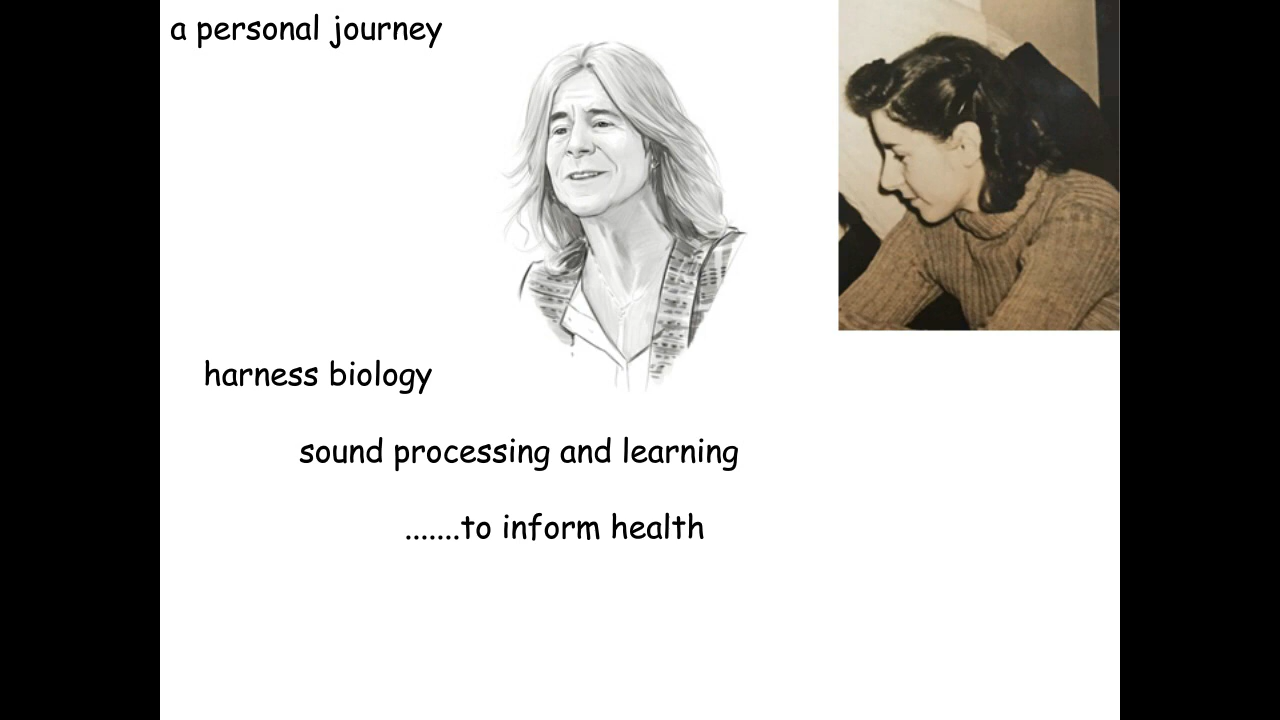 a personal journey
harness biology
sound processing and learning
.......to inform health